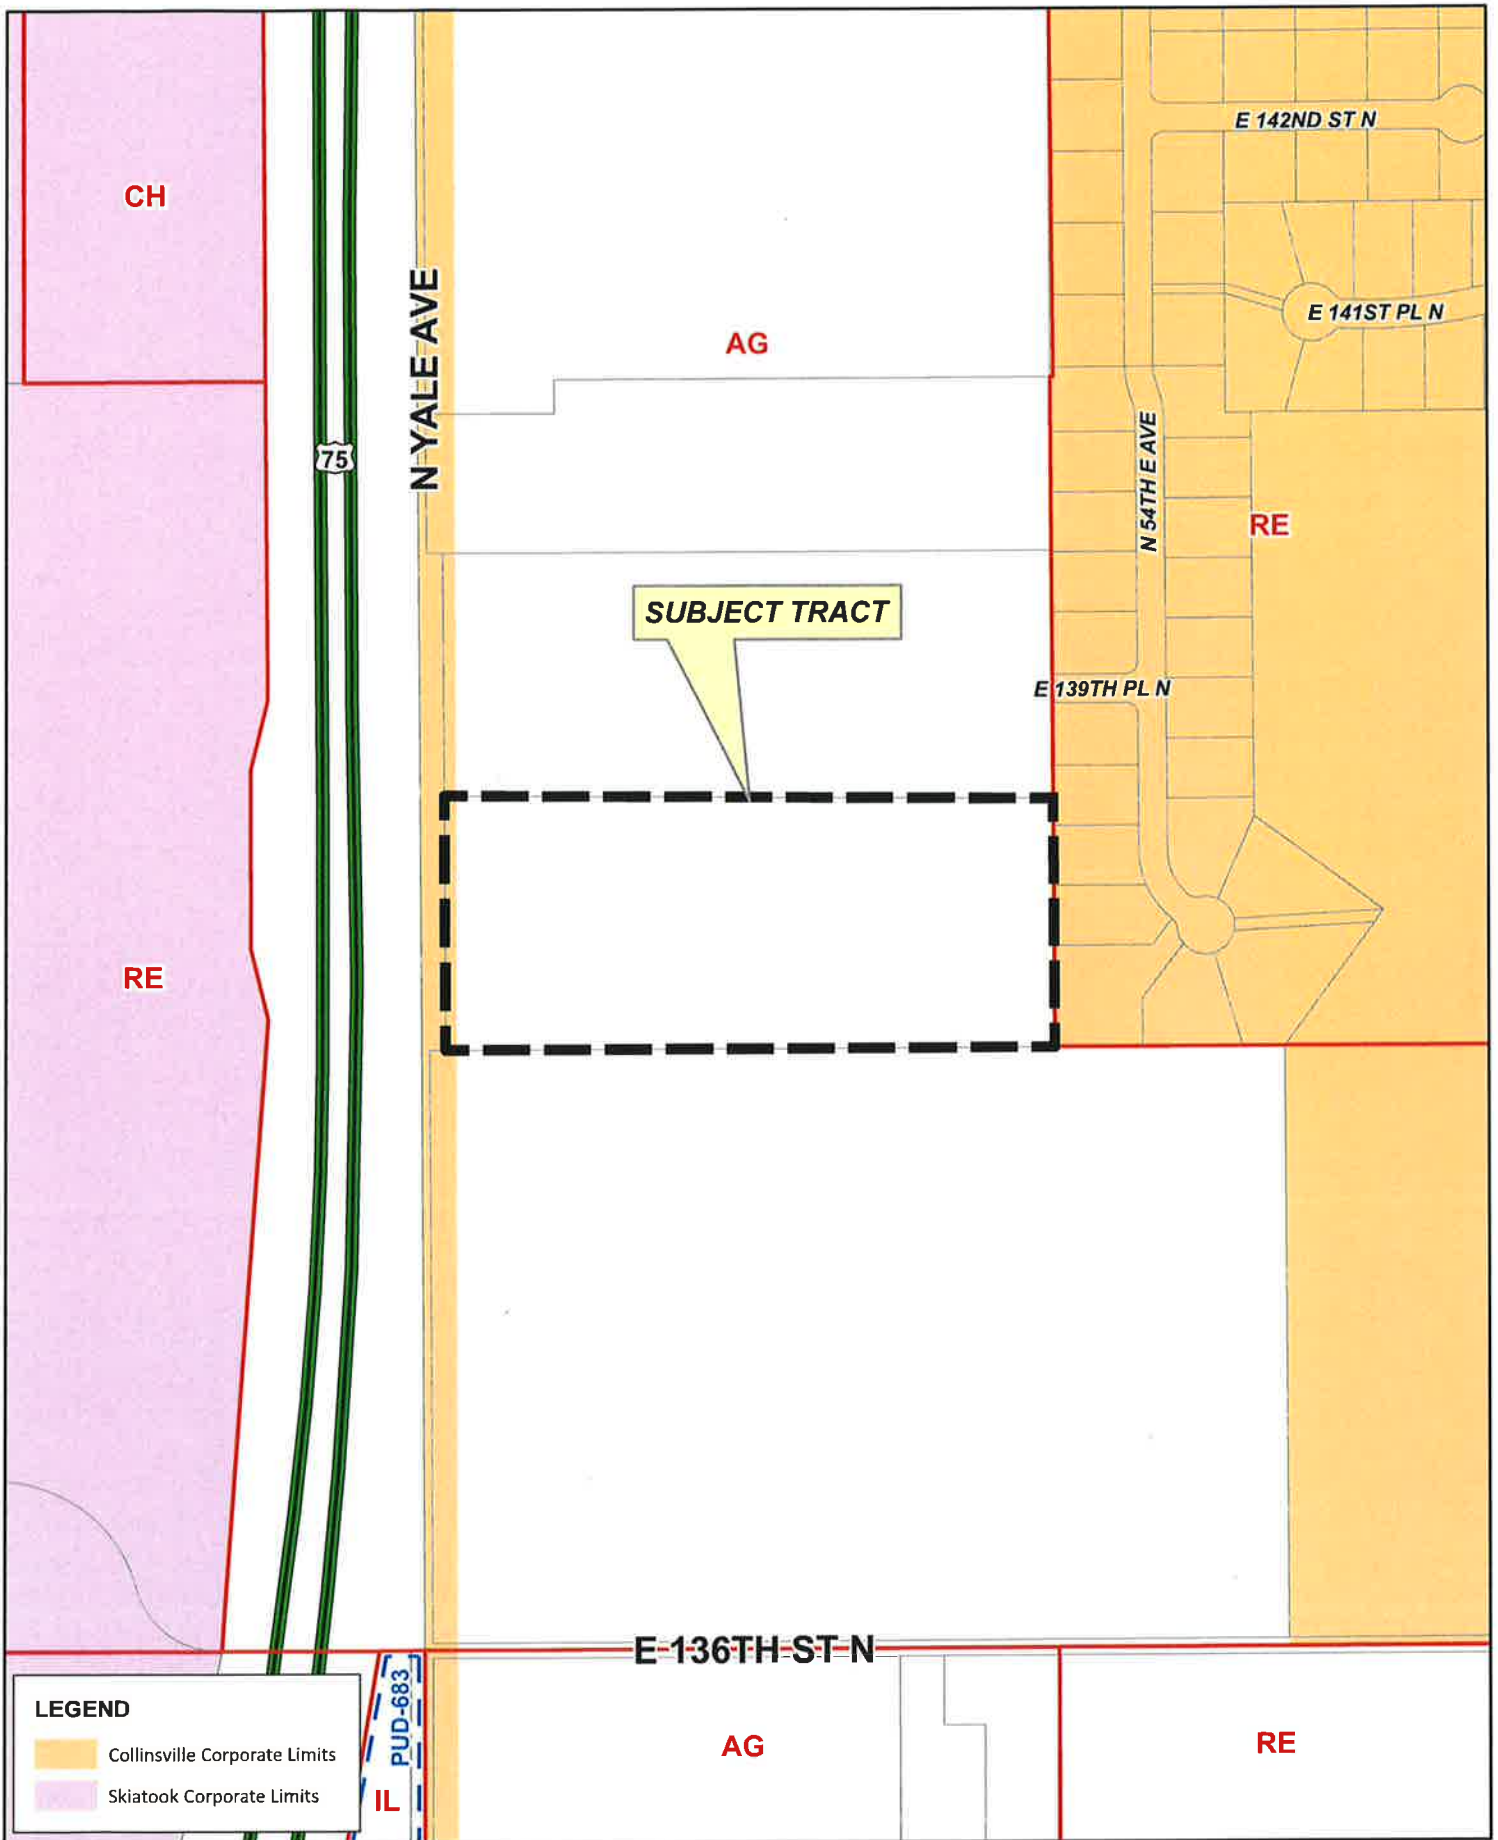 E 142ND ST N
CH
E 141ST PL N
N YALE AVE
AG
75
N 54TH E AVE
RE
SUBJECT TRACT
E 139TH PL N
RE
E 136TH ST N
PUD-683
LEGEND
Collinsville Corporate Limits
Skiatook Corporate Limits
IL
AG
RE